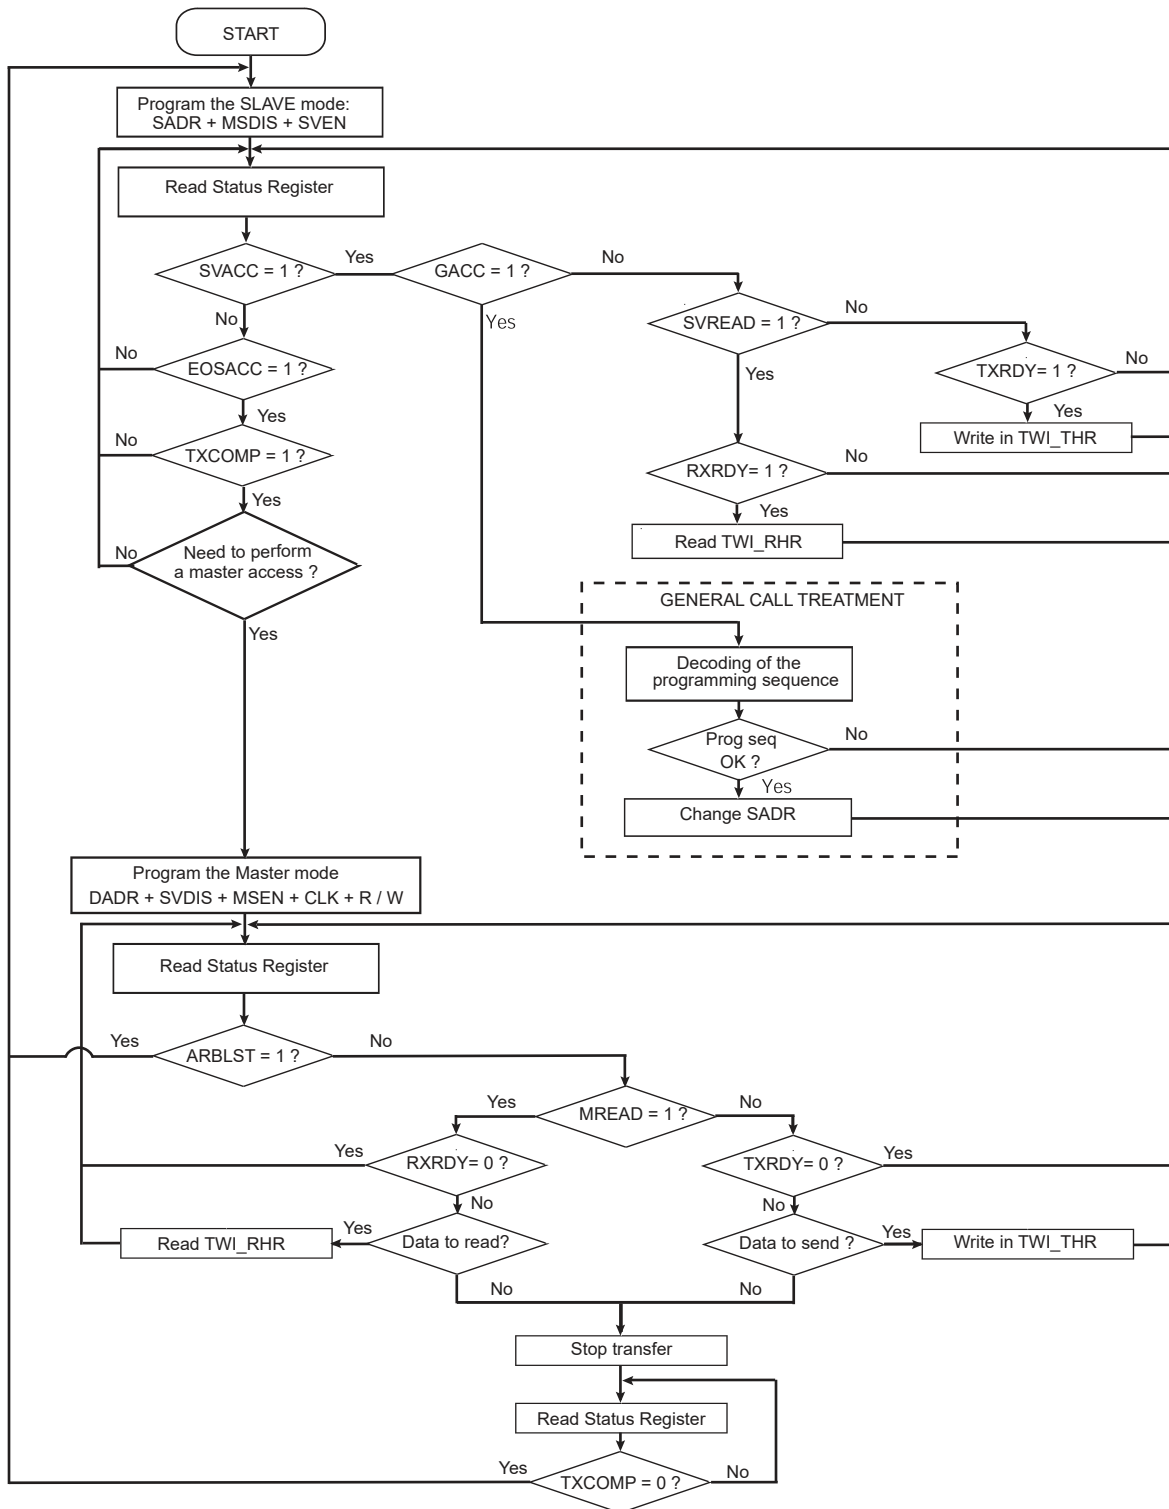 START
Program the SLAVE mode:
SADR + MSDIS + SVEN
Read Status Register
SVACC = 1 ?
Yes
GACC = 1 ?
No
No
Yes
SVREAD = 1 ?
No
EOSACC = 1 ?
No
Yes
TXRDY= 1 ?
No
Yes
Yes
Write in TWI_THR
TXCOMP = 1 ?
No
Yes
RXRDY= 1 ?
No
Yes
Read TWI_RHR
Need to perform
a master access ?
No
Yes
GENERAL CALL TREATMENT
Decoding of the
programming sequence
Prog seq
OK ?
No
Yes
Change SADR
Program the Master mode
DADR + SVDIS + MSEN + CLK + R / W
Read Status Register
Yes
ARBLST = 1 ?
No
Yes
MREAD = 1 ?
No
Yes
RXRDY= 0 ?
TXRDY= 0 ?
Yes
No
No
Read TWI_RHR
Yes
Data to read?
Data to send ?
Yes
Write in TWI_THR
No
No
Stop transfer
Read Status Register
Yes
TXCOMP = 0 ?
No